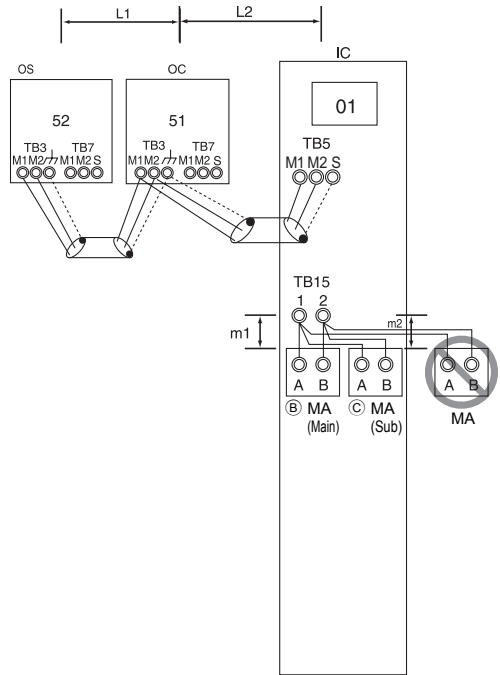 L1 L2
OS OC IC
52 51 01
TB3 TB7 TB3 TB7 TB5
M1 M2 M1 M2 S M1 M2 M1 M2 S M1 M2 S
TB15
1 2
m1 m2
A B A B A B
Ⓑ MA Ⓒ MA MA
(Main) (Sub)